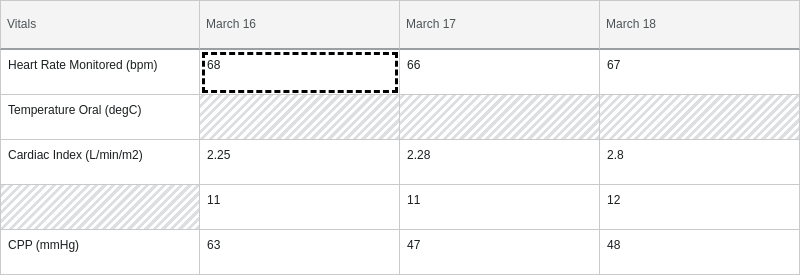 Vitals March 16 March 17 March 18
Heart Rate Monitored (bpm) 68 66 67
Temperature Oral (degC)
Cardiac Index (L/min/m2) 2.25 2.28 2.8
11 11 12
CPP (mmHg) 63 47 48